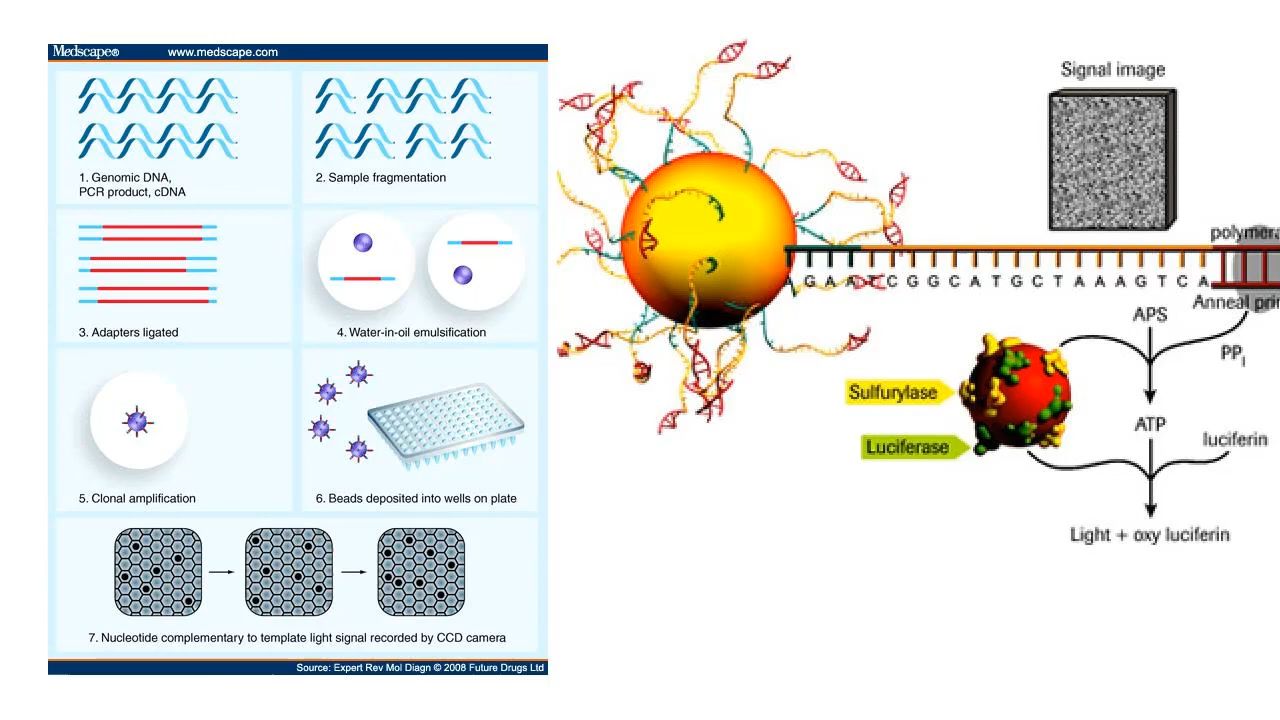 Medscape® www.medscape.com
1. Genomic DNA,
PCR product, cDNA
2. Sample fragmentation
3. Adapters ligated
4. Water-in-oil emulsification
5. Clonal amplification
6. Beads deposited into wells on plate
7. Nucleotide complementary to template light signal recorded by CCD camera
Source: Expert Rev Mol Diagn © 2008 Future Drugs Ltd
Signal image
polymera
A G A A T C G G C A T G C T A A A G T C A
Anneal prin
APS
PPi
Sulfurylase
ATP
luciferin
Luciferase
Light + oxy luciferin